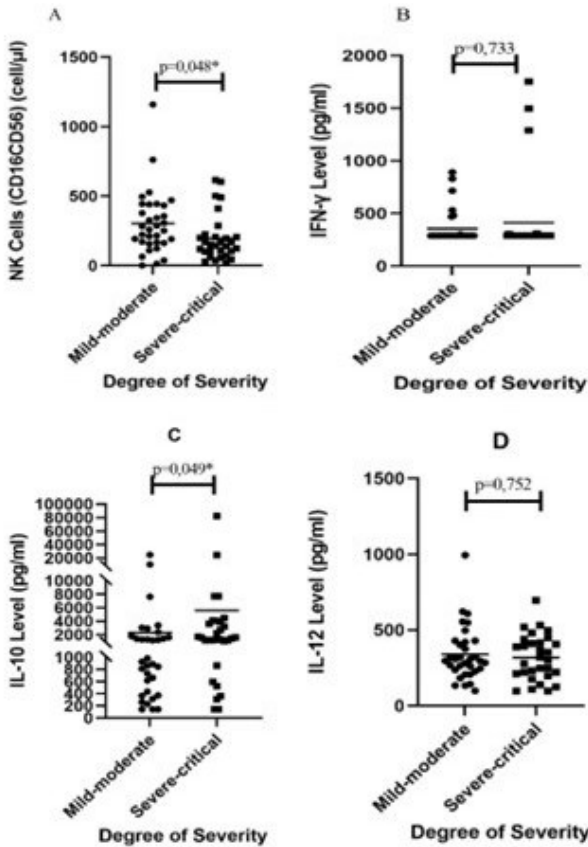 A
p=0,048*
NK Cells (CD16CD56) (cell/µl)
1500
1000
500
0
Mild-moderate
Severe-critical
Degree of Severity
B
p=0,733
IFN-γ Level (pg/ml)
2000
1500
1000
500
0
Mild-moderate
Severe-critical
Degree of Severity
C
p=0,049*
IL-10 Level (pg/ml)
100000
80000
60000
40000
20000
10000
8000
6000
4000
2000
1000
800
600
400
200
0
Mild-moderate
Severe-critical
Degree of Severity
D
p=0,752
IL-12 Level (pg/ml)
1500
1000
500
0
Mild-moderate
Severe-critical
Degree of Severity